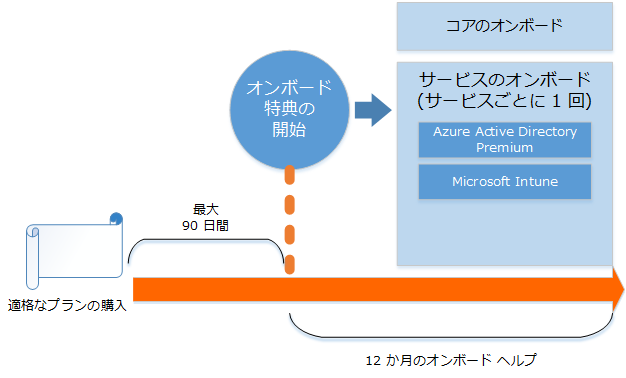 コアのオンボード
オンボード
特典の
開始
サービスのオンボード
(サービスごとに 1 回)
Azure Active Directory
Premium
Microsoft Intune
最大
90 日間
適格なプランの購入
12 か月のオンボード ヘルプ